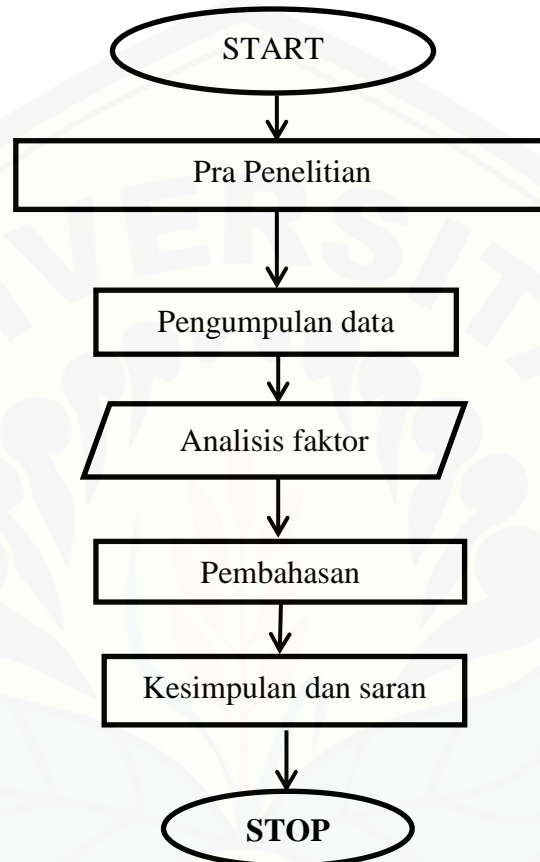 START
Pra Penelitian
Pengumpulan data
Analisis faktor
Pembahasan
Kesimpulan dan saran
STOP